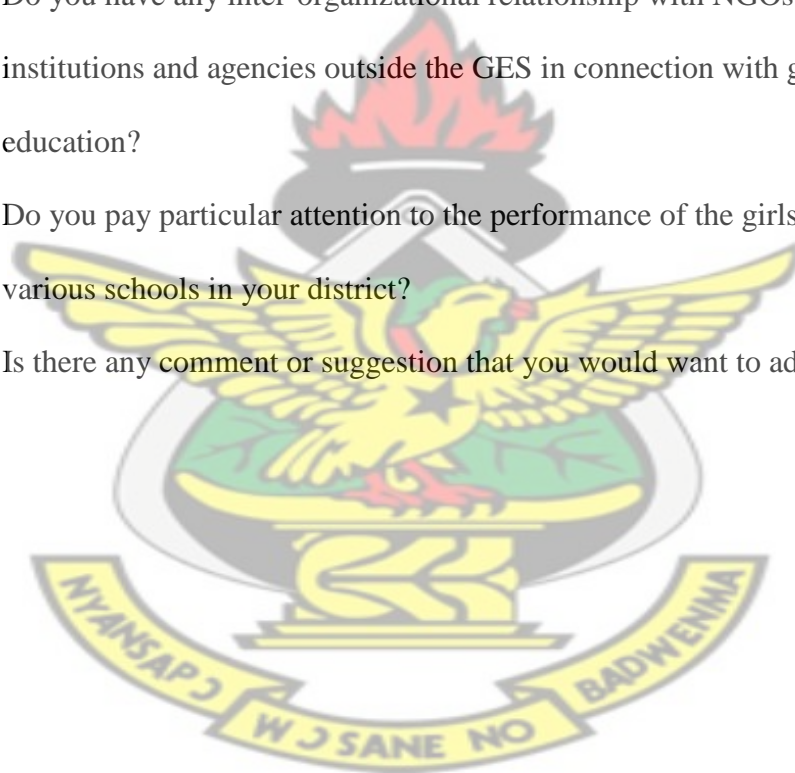 Do you have any inter-organizational relationship with NGOs
institutions and agencies outside the GES in connection with g
education?
Do you pay particular attention to the performance of the girls
various schools in your district?
Is there any comment or suggestion that you would want to ad
NYANSAPƆ WƆSANE NO BADWENMA